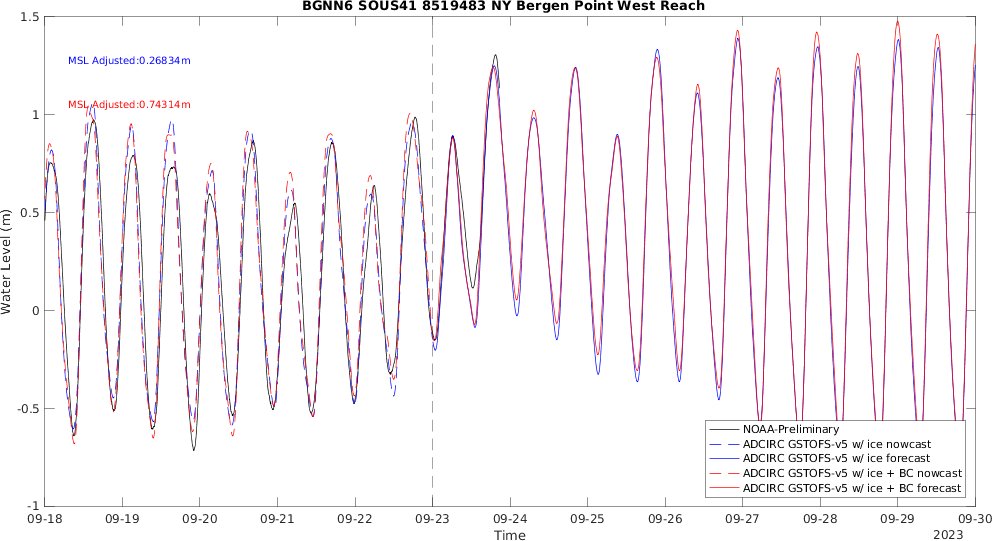 BGNN6 SOUS41 8519483 NY Bergen Point West Reach
1.5
MSL Adjusted:0.26834m
MSL Adjusted:0.74314m
1
0.5
Water Level (m)
0
-0.5
-1
NOAA-Preliminary
ADCIRC GSTOFS-v5 w/ ice nowcast
ADCIRC GSTOFS-v5 w/ ice forecast
ADCIRC GSTOFS-v5 w/ ice + BC nowcast
ADCIRC GSTOFS-v5 w/ ice + BC forecast
09-18 09-19 09-20 09-21 09-22 09-23 09-24 09-25 09-26 09-27 09-28 09-29 09-30
Time
2023